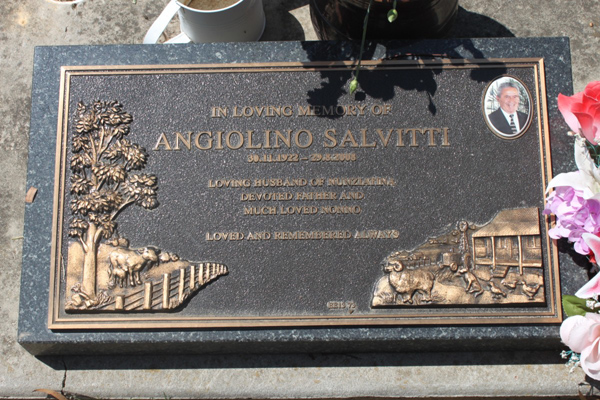 IN LOVING MEMORY OF
ANGIOLINO SALVITTI
LOVING HUSBAND OF NUNZIATINA,
DEVOTED FATHER AND
MUCH LOVED NONNO
LOVED AND REMEMBERED ALWAYS